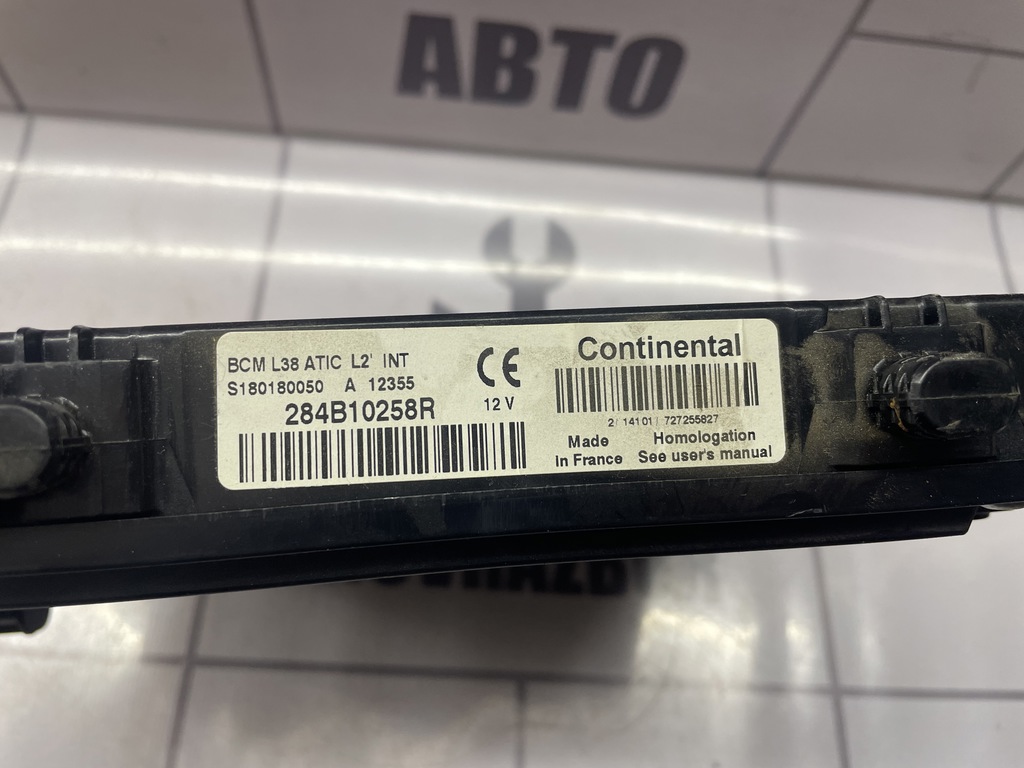 АВТО
BCM L38 ATIC L2' INT
S180180050 A 12355
284B10258R
12 V
CE
Continental
2/ 14101/ 727255827
Made
in France
Homologation
See user's manual